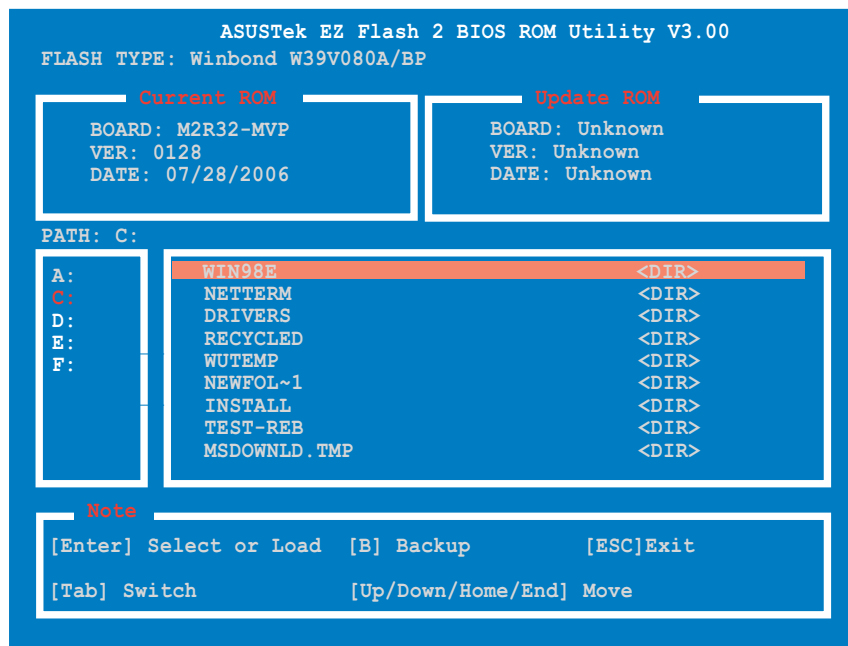 ASUSTek EZ Flash 2 BIOS ROM Utility V3.00
FLASH TYPE: Winbond W39V080A/BP
Current ROM
BOARD: M2R32-MVP
VER: 0128
DATE: 07/28/2006
Update ROM
BOARD: Unknown
VER: Unknown
DATE: Unknown
PATH: C:
A:
C:
D:
E:
F:
WIN98E <DIR>
NETTERM <DIR>
DRIVERS <DIR>
RECYCLED <DIR>
WUTEMP <DIR>
NEWFOL~1 <DIR>
INSTALL <DIR>
TEST-REB <DIR>
MSDOWNLD.TMP <DIR>
Note
[Enter] Select or Load [B] Backup [ESC]Exit
[Tab] Switch [Up/Down/Home/End] Move